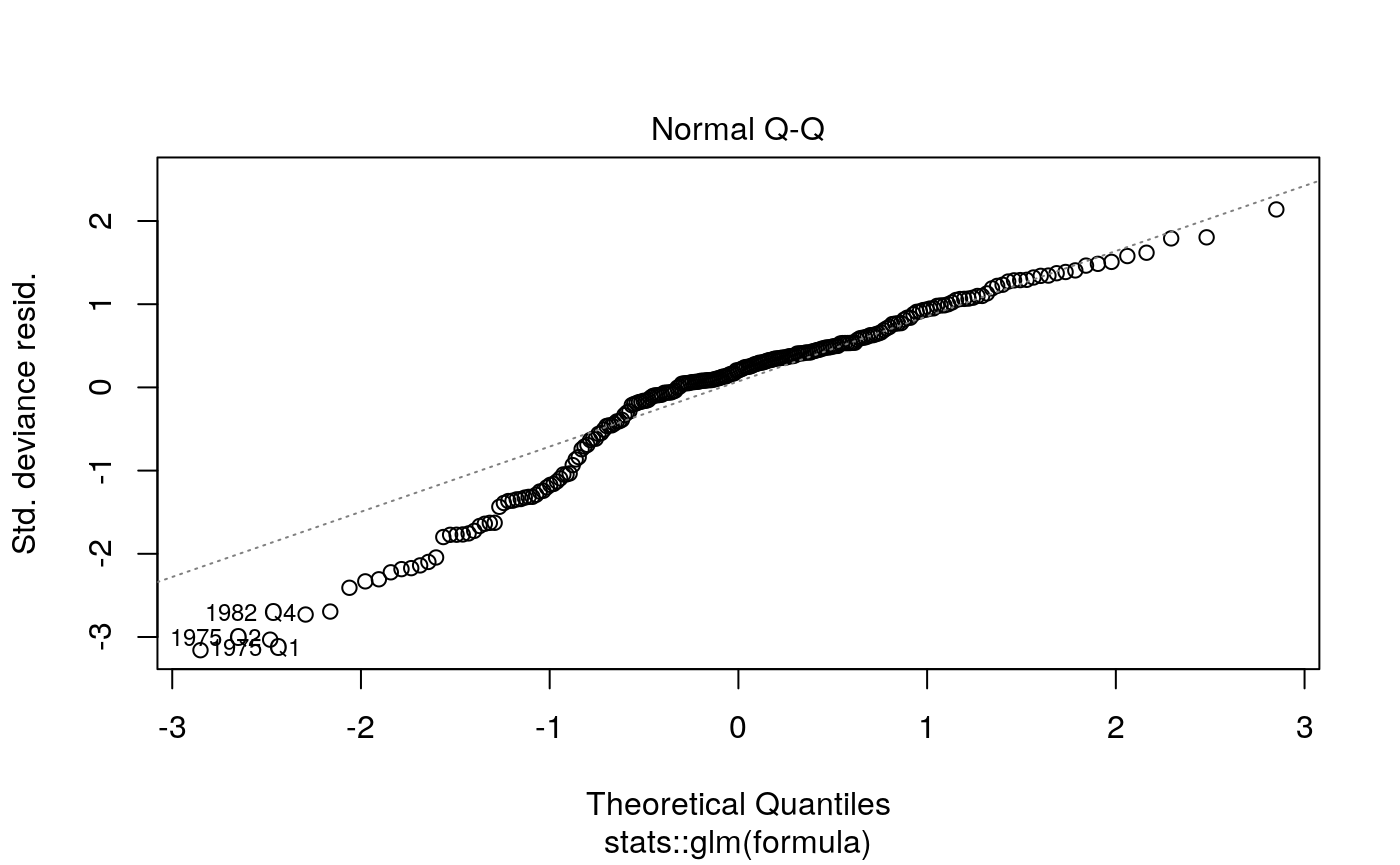 Normal Q-Q
Std. deviance resid.
2
1
0
-1
-2
-3
1982 Q4
1975 Q2
1975 Q1
-3 -2 -1 0 1 2 3
Theoretical Quantiles
stats::glm(formula)